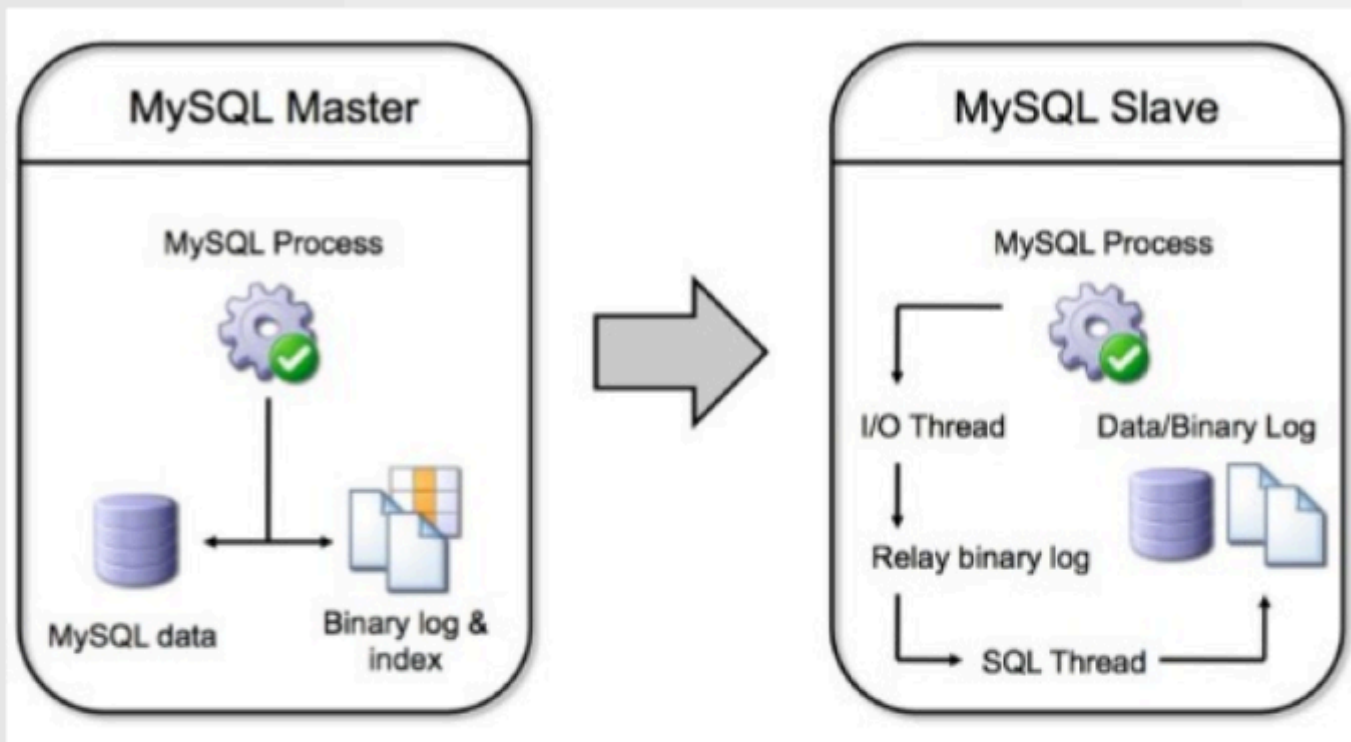 MySQL Master
MySQL Process
MySQL data
Binary log &
index
MySQL Slave
MySQL Process
I/O Thread
Data/Binary Log
Relay binary log
SQL Thread